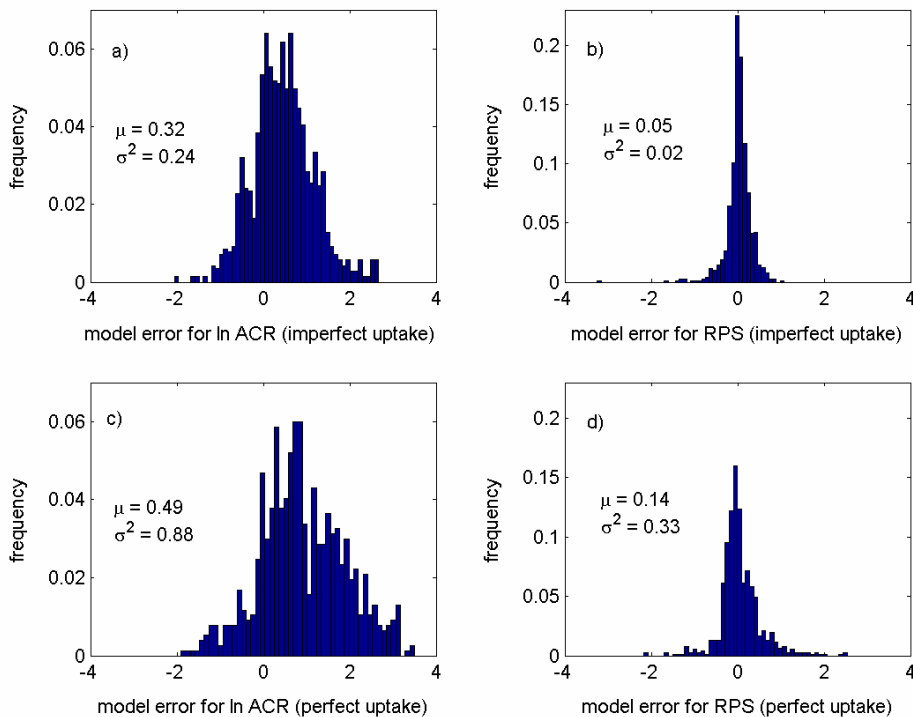 a)
μ = 0.32
σ² = 0.24
frequency
0.06
0.04
0.02
0
-4
-2
0
2
4
model error for ln ACR (imperfect uptake)
b)
μ = 0.05
σ² = 0.02
frequency
0.2
0.15
0.1
0.05
0
-4
-2
0
2
4
model error for RPS (imperfect uptake)
c)
μ = 0.49
σ² = 0.88
frequency
0.06
0.04
0.02
0
-4
-2
0
2
4
model error for ln ACR (perfect uptake)
d)
μ = 0.14
σ² = 0.33
frequency
0.2
0.15
0.1
0.05
0
-4
-2
0
2
4
model error for RPS (perfect uptake)